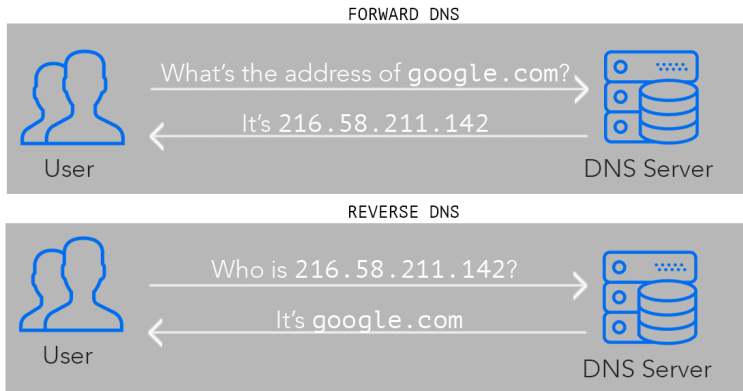 FORWARD DNS
What's the address of google.com?
It's 216.58.211.142
User
DNS Server
REVERSE DNS
Who is 216.58.211.142?
It's google.com
User
DNS Server